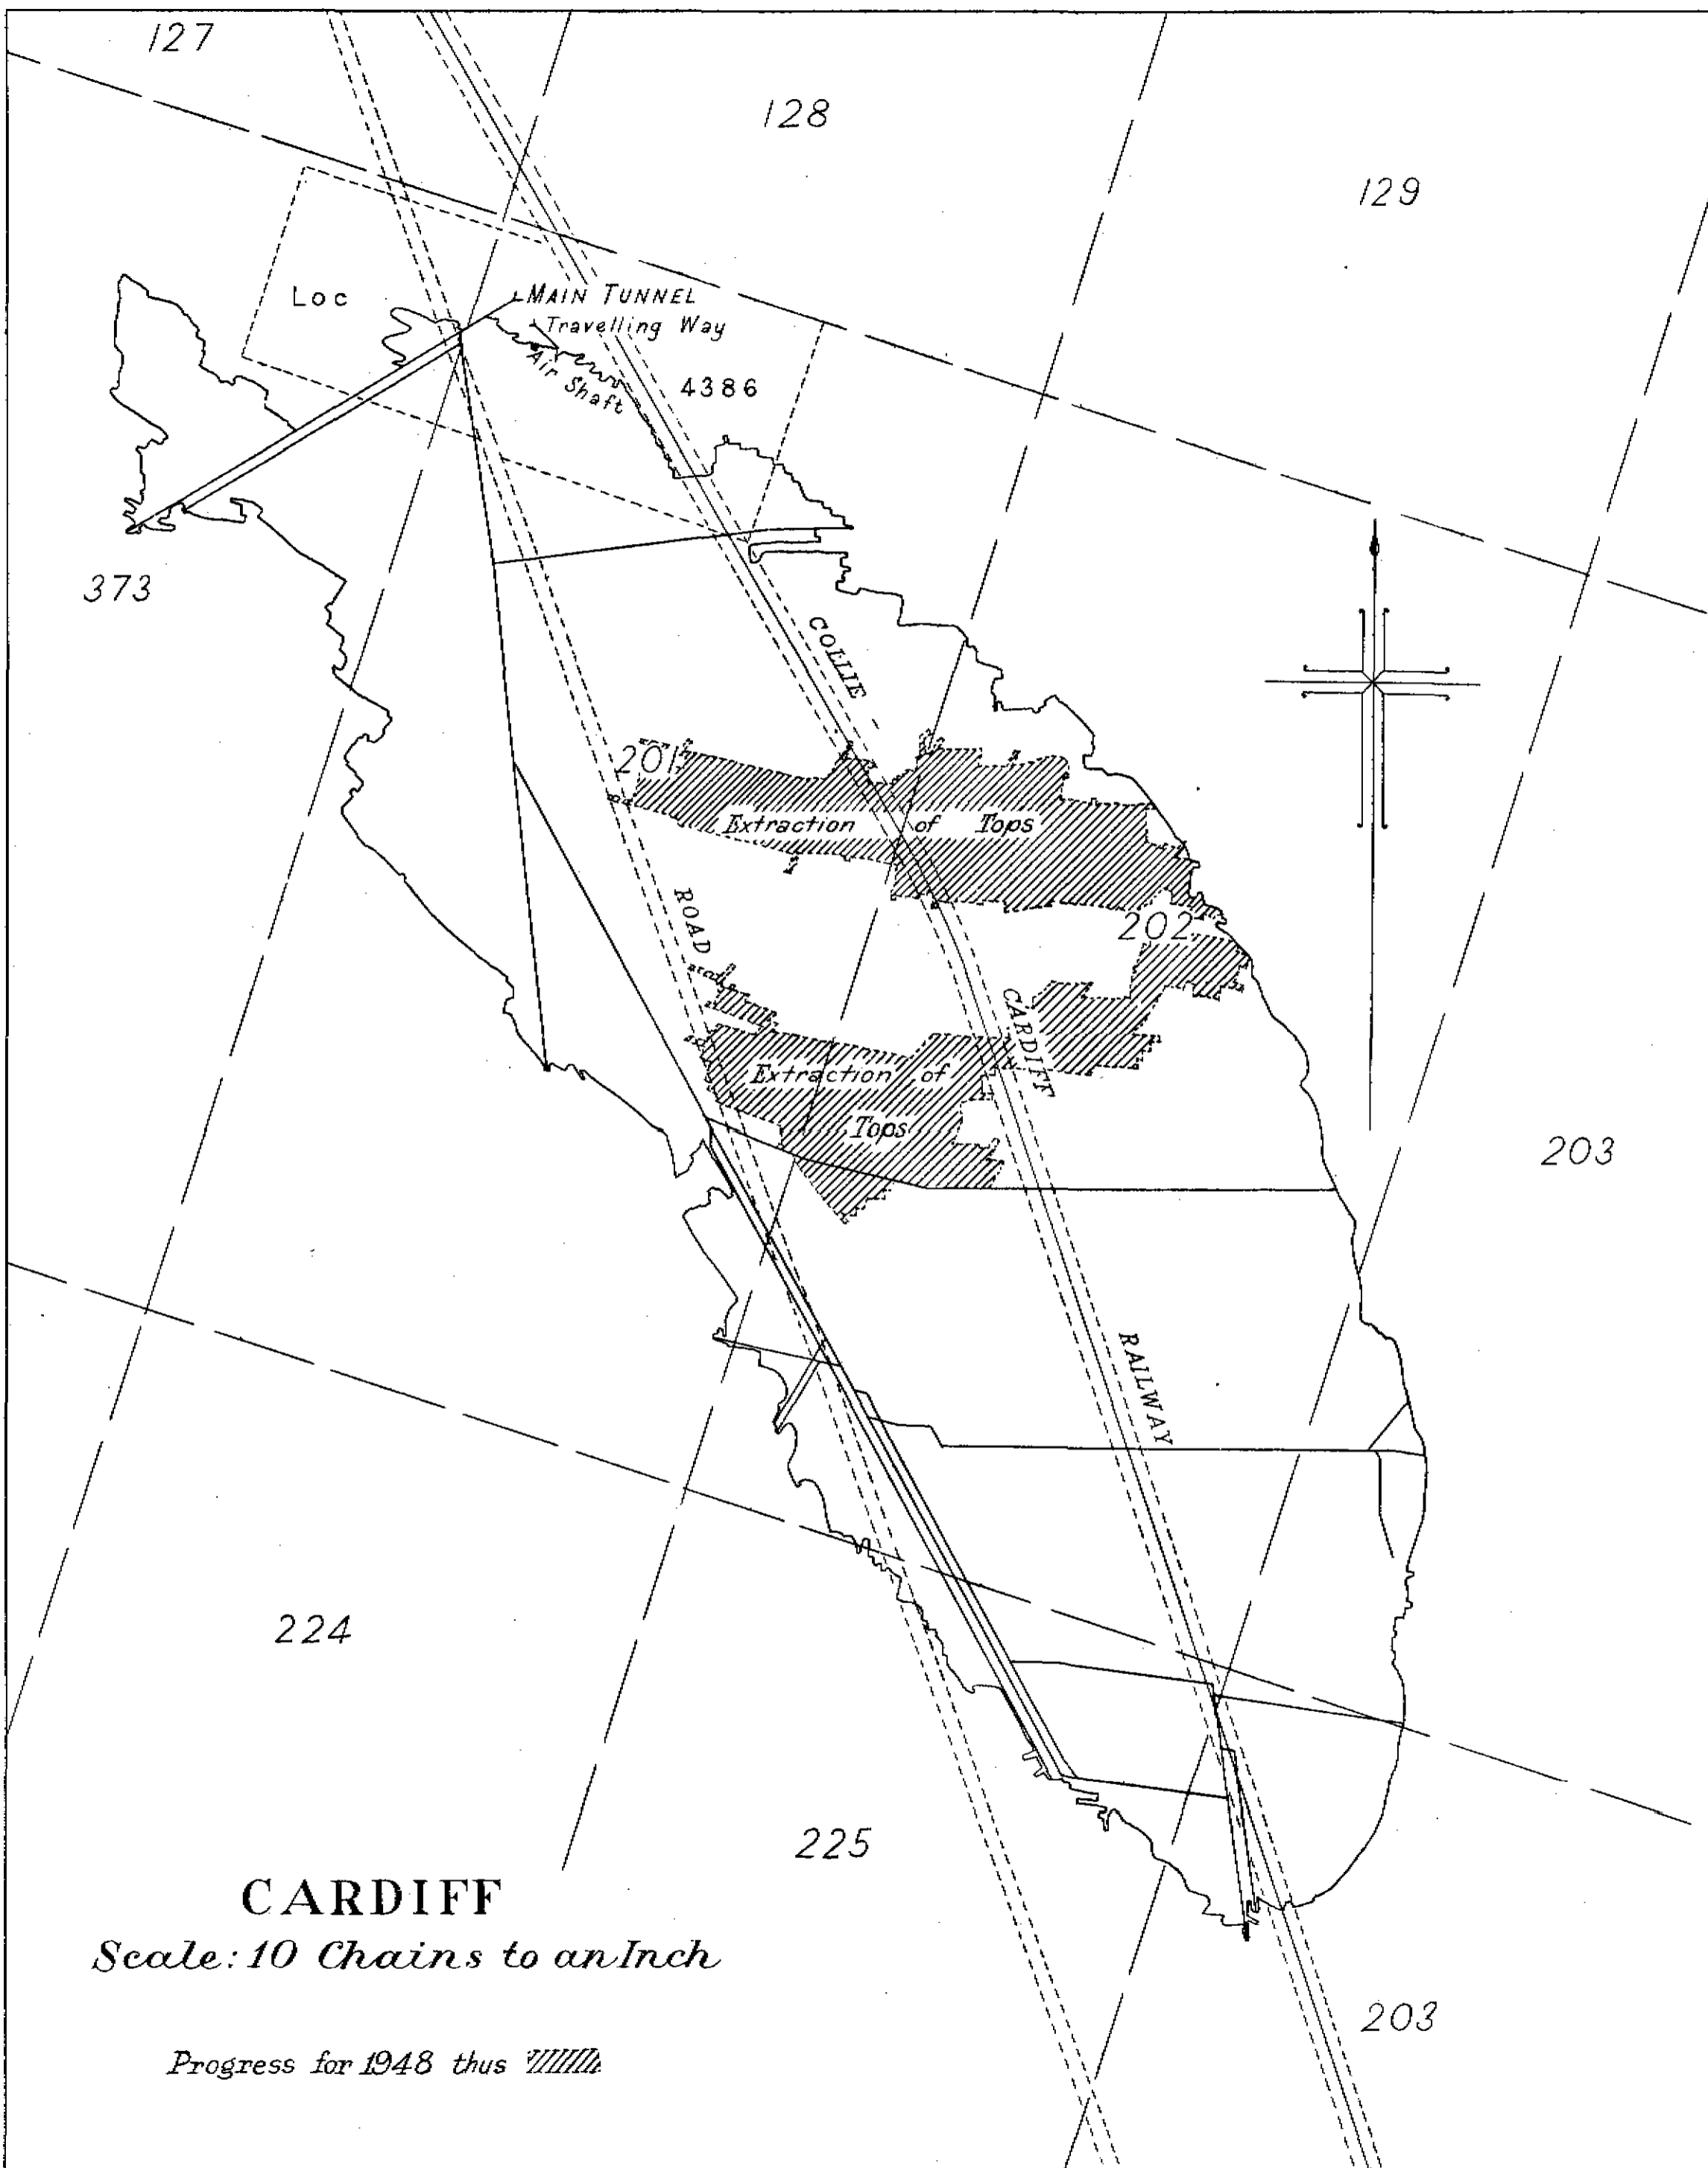 127
128
129
Loc
MAIN TUNNEL
Travelling Way
Air Shaft
4386
373
COLLIE -
201
Extraction of Tops
ROAD
202
CARDIFF
Extraction of
Tops
203
RAILWAY
224
225
CARDIFF
Scale: 10 Chains to an Inch
203
Progress for 1948 thus